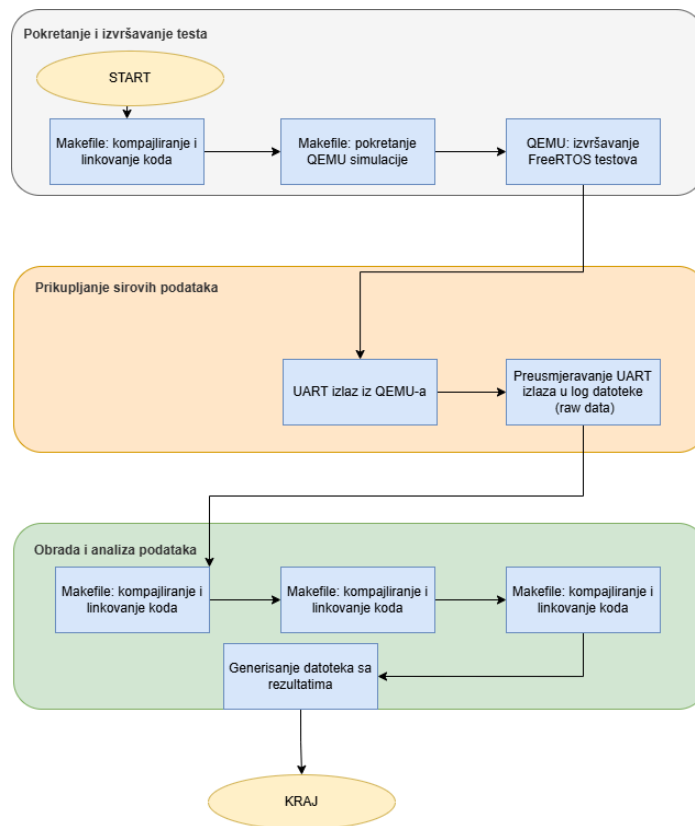 Pokretanje i izvršavanje testa
START
Makefile: kompajliranje i
linkovanje koda
Makefile: pokretanje
QEMU simulacije
QEMU: izvršavanje
FreeRTOS testova
Prikupljanje sirovih podataka
UART izlaz iz QEMU-a
Preusmjeravanje UART
izlaza u log datoteke
(raw data)
Obrada i analiza podataka
Makefile: kompajliranje i
linkovanje koda
Makefile: kompajliranje i
linkovanje koda
Makefile: kompajliranje i
linkovanje koda
Generisanje datoteka sa
rezultatima
KRAJ